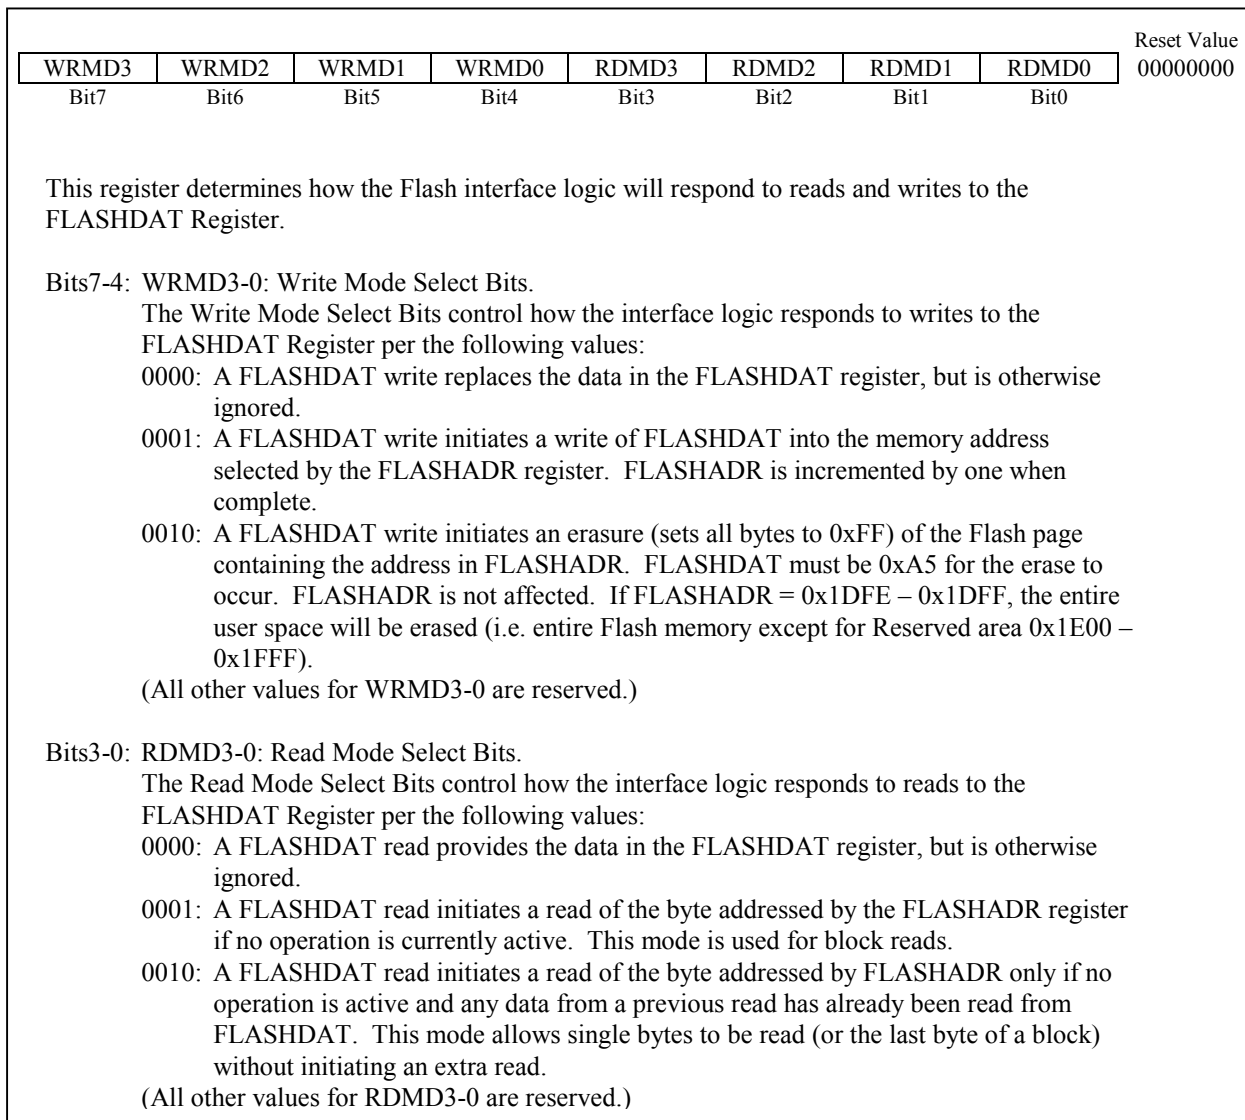 Reset Value
WRMD3 WRMD2 WRMD1 WRMD0 RDMD3 RDMD2 RDMD1 RDMD0 00000000
Bit7 Bit6 Bit5 Bit4 Bit3 Bit2 Bit1 Bit0
This register determines how the Flash interface logic will respond to reads and writes to the
FLASHDAT Register.
Bits7-4: WRMD3-0: Write Mode Select Bits.
The Write Mode Select Bits control how the interface logic responds to writes to the
FLASHDAT Register per the following values:
0000: A FLASHDAT write replaces the data in the FLASHDAT register, but is otherwise
ignored.
0001: A FLASHDAT write initiates a write of FLASHDAT into the memory address
selected by the FLASHADR register. FLASHADR is incremented by one when
complete.
0010: A FLASHDAT write initiates an erasure (sets all bytes to 0xFF) of the Flash page
containing the address in FLASHADR. FLASHDAT must be 0xA5 for the erase to
occur. FLASHADR is not affected. If FLASHADR = 0x1DFE – 0x1DFF, the entire
user space will be erased (i.e. entire Flash memory except for Reserved area 0x1E00 –
0x1FFF).
(All other values for WRMD3-0 are reserved.)
Bits3-0: RDMD3-0: Read Mode Select Bits.
The Read Mode Select Bits control how the interface logic responds to reads to the
FLASHDAT Register per the following values:
0000: A FLASHDAT read provides the data in the FLASHDAT register, but is otherwise
ignored.
0001: A FLASHDAT read initiates a read of the byte addressed by the FLASHADR register
if no operation is currently active. This mode is used for block reads.
0010: A FLASHDAT read initiates a read of the byte addressed by FLASHADR only if no
operation is active and any data from a previous read has already been read from
FLASHDAT. This mode allows single bytes to be read (or the last byte of a block)
without initiating an extra read.
(All other values for RDMD3-0 are reserved.)